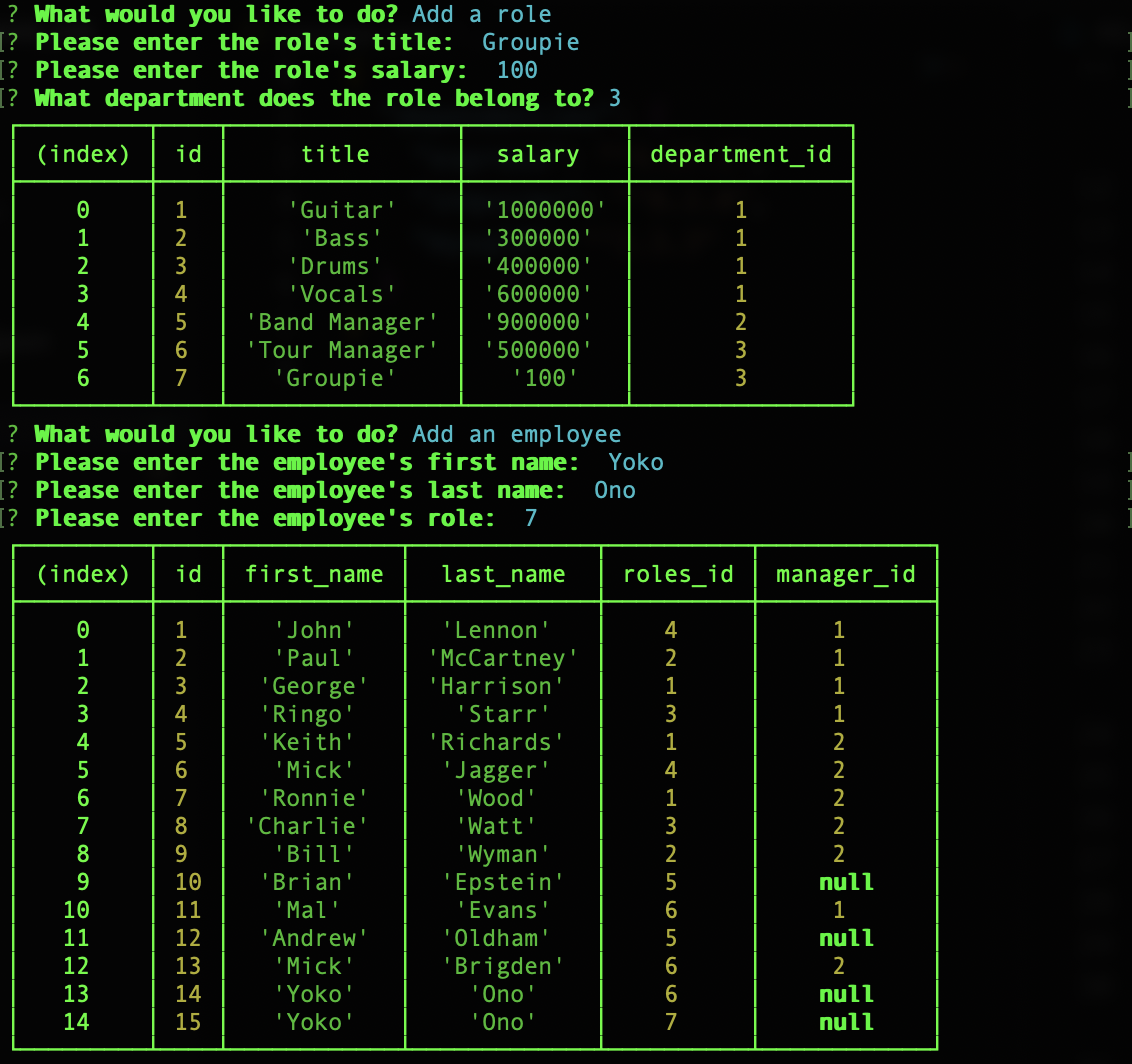 ? What would you like to do? Add a role
[? Please enter the role's title:  Groupie ]
[? Please enter the role's salary:  100 ]
[? What department does the role belong to? 3 ]
(index) id title salary department_id
0 1 'Guitar' '1000000' 1
1 2 'Bass' '300000' 1
2 3 'Drums' '400000' 1
3 4 'Vocals' '600000' 1
4 5 'Band Manager' '900000' 2
5 6 'Tour Manager' '500000' 3
6 7 'Groupie' '100' 3
? What would you like to do? Add an employee
[? Please enter the employee's first name:  Yoko ]
[? Please enter the employee's last name:  Ono ]
[? Please enter the employee's role:  7 ]
(index) id first_name last_name roles_id manager_id
0 1 'John' 'Lennon' 4 1
1 2 'Paul' 'McCartney' 2 1
2 3 'George' 'Harrison' 1 1
3 4 'Ringo' 'Starr' 3 1
4 5 'Keith' 'Richards' 1 2
5 6 'Mick' 'Jagger' 4 2
6 7 'Ronnie' 'Wood' 1 2
7 8 'Charlie' 'Watt' 3 2
8 9 'Bill' 'Wyman' 2 2
9 10 'Brian' 'Epstein' 5 null
10 11 'Mal' 'Evans' 6 1
11 12 'Andrew' 'Oldham' 5 null
12 13 'Mick' 'Brigden' 6 2
13 14 'Yoko' 'Ono' 6 null
14 15 'Yoko' 'Ono' 7 null